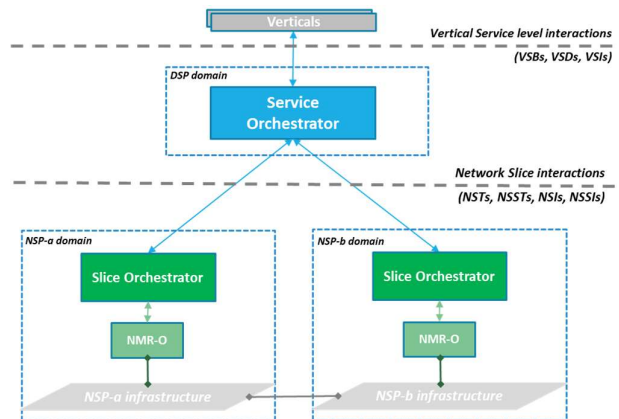 Verticals
Vertical Service level interactions
(VSBs, VSDs, VSIs)
DSP domain
Service
Orchestrator
Network Slice interactions
(NSTs, NSSTs, NSIs, NSSIs)
NSP-a domain
NSP-b domain
Slice Orchestrator
Slice Orchestrator
NMR-O
NMR-O
NSP-a infrastructure
NSP-b infrastructure